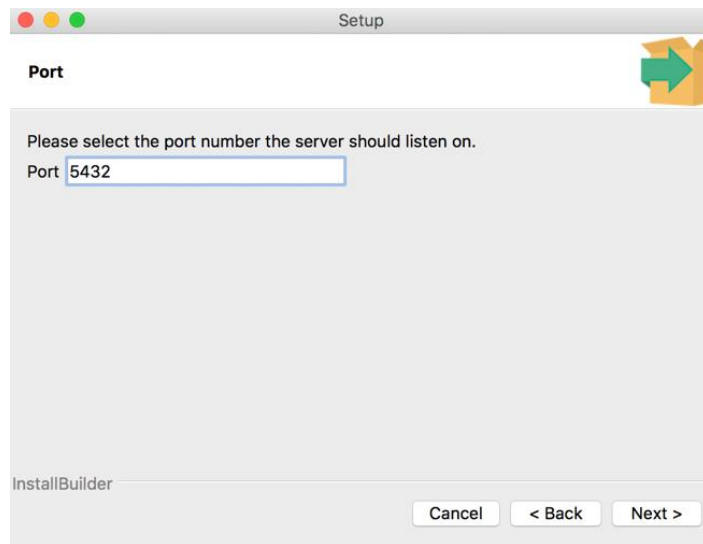 Setup
Port
Please select the port number the server should listen on.
Port 5432
InstallBuilder
Cancel < Back Next >